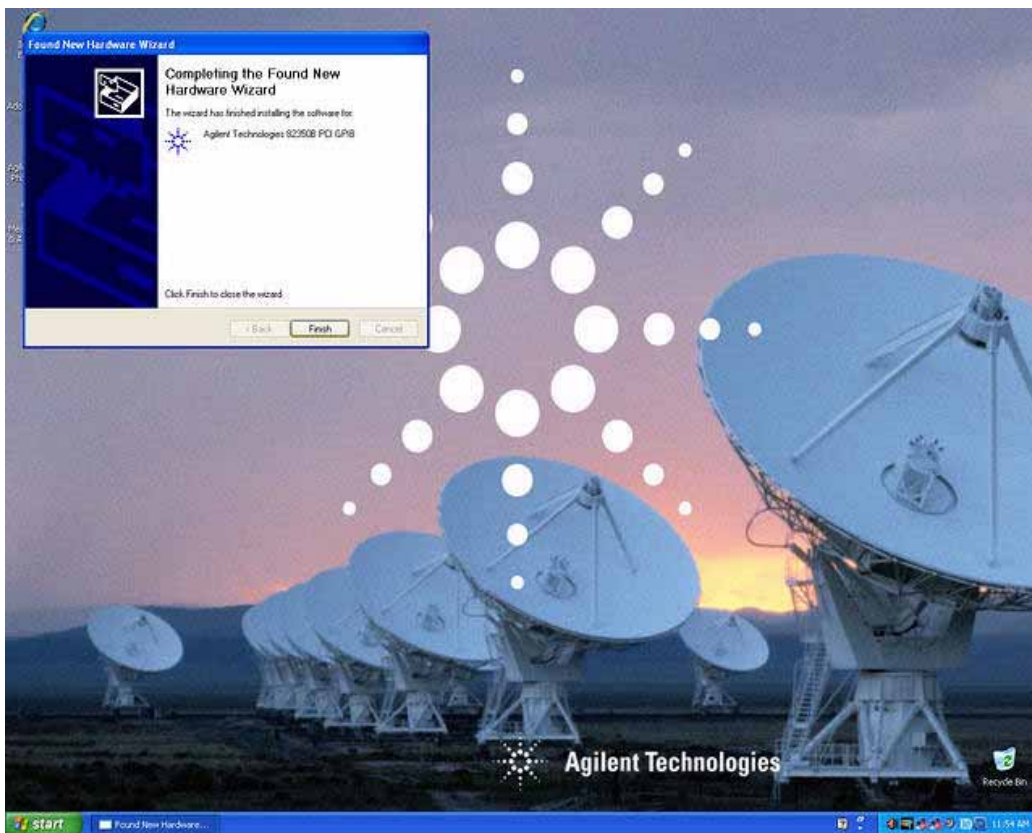 Found New Hardware Wizard
Completing the Found New
Hardware Wizard
The wizard has finished installing the software for:
Agilent Technologies 82350B PCI GPIB
Click Finish to close the wizard.
< Back
Finish
Cancel
Agilent Technologies
Recycle Bin
start
Found New Hardware...
11:54 AM